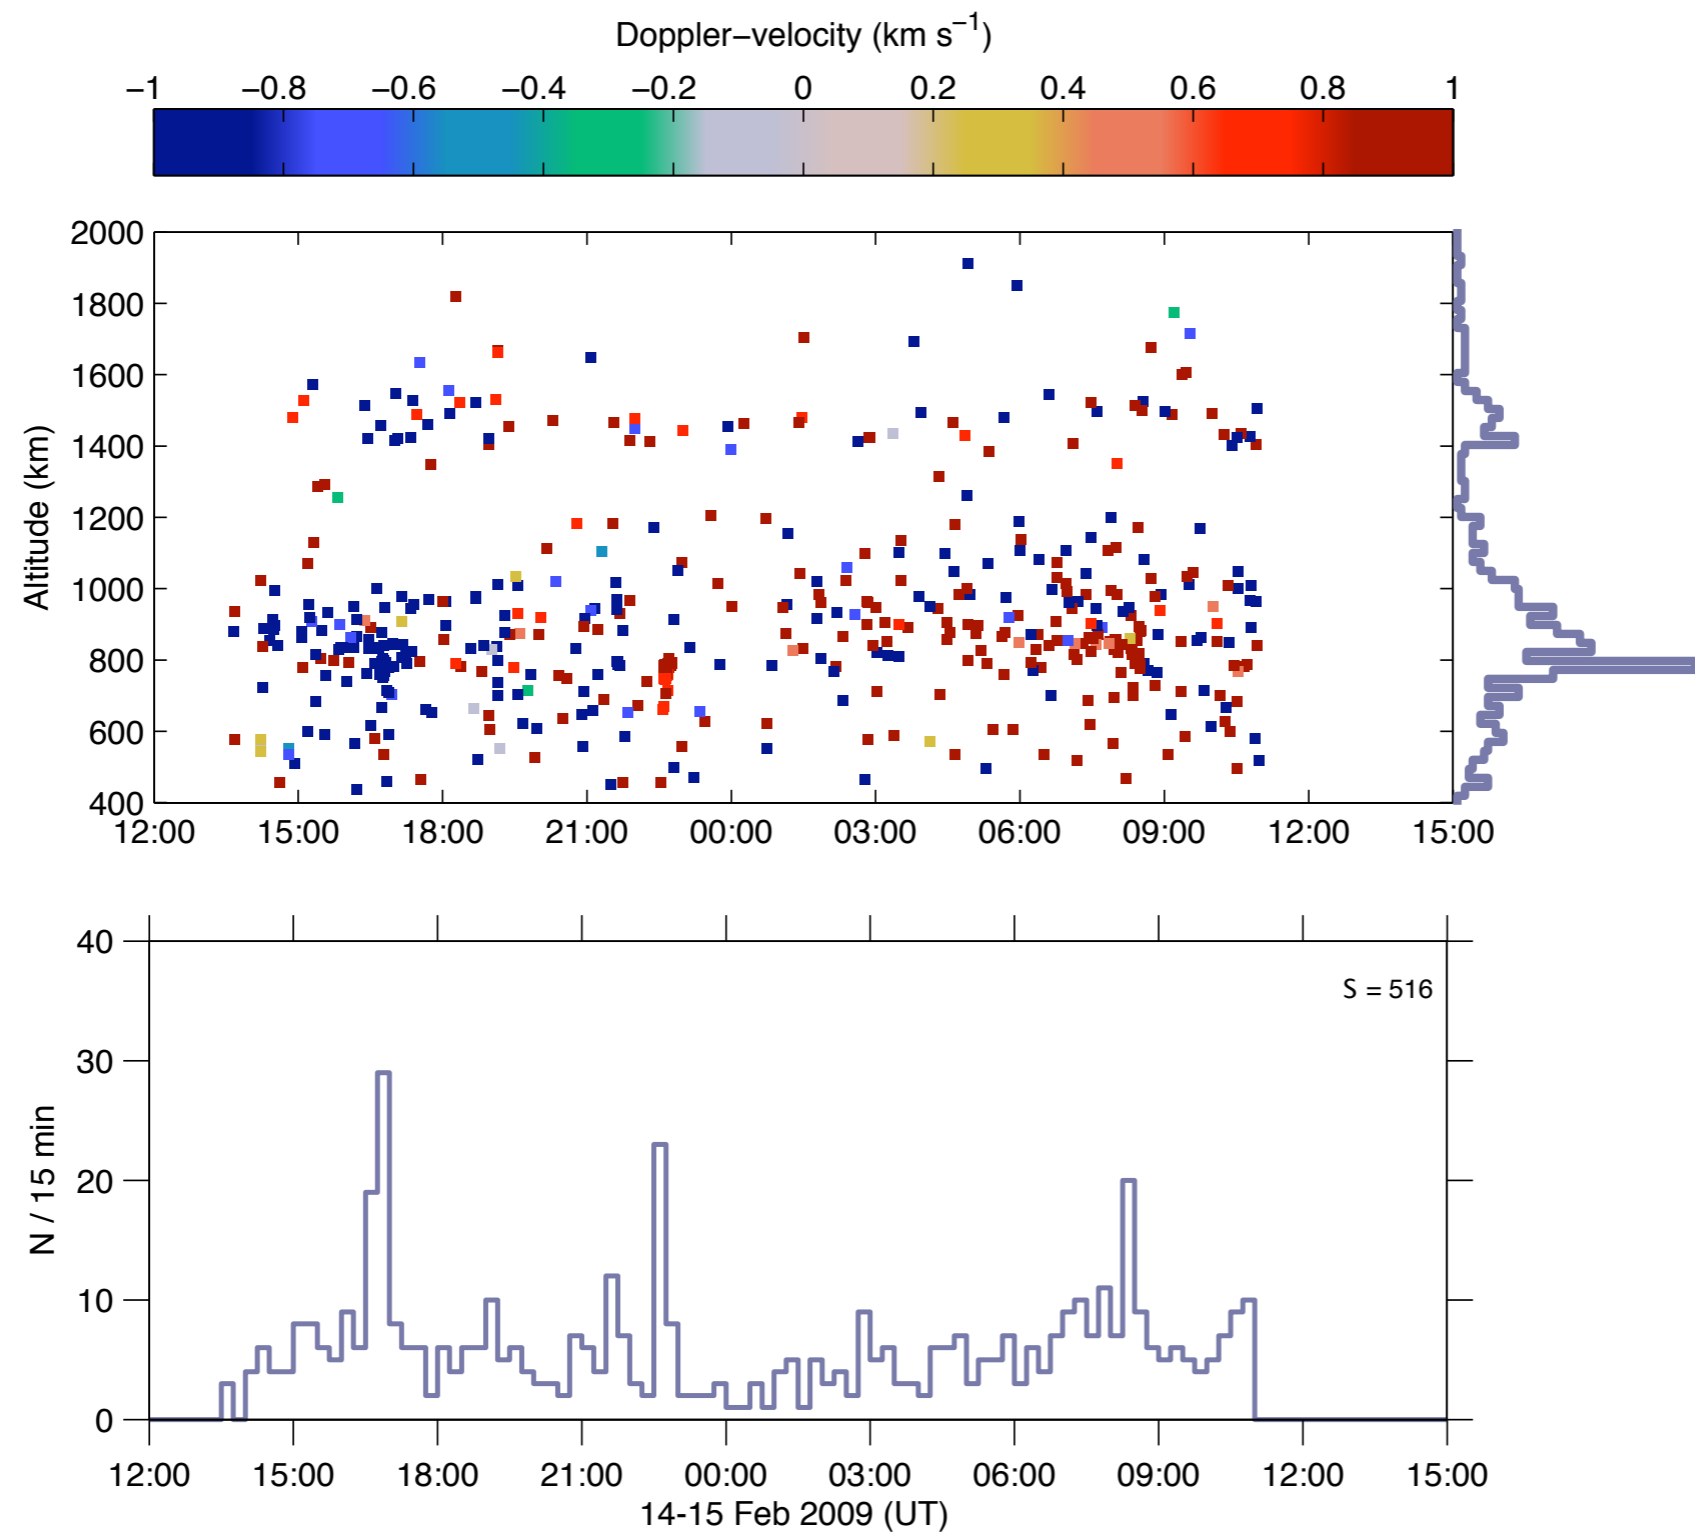 Doppler−velocity (km s−1)
−1 −0.8 −0.6 −0.4 −0.2 0 0.2 0.4 0.6 0.8 1
2000
1800
1600
1400
1200
1000
800
600
400
Altitude (km)
12:00 15:00 18:00 21:00 00:00 03:00 06:00 09:00 12:00 15:00
40
30
20
10
0
N / 15 min
S = 516
12:00 15:00 18:00 21:00 00:00 03:00 06:00 09:00 12:00 15:00
14-15 Feb 2009 (UT)